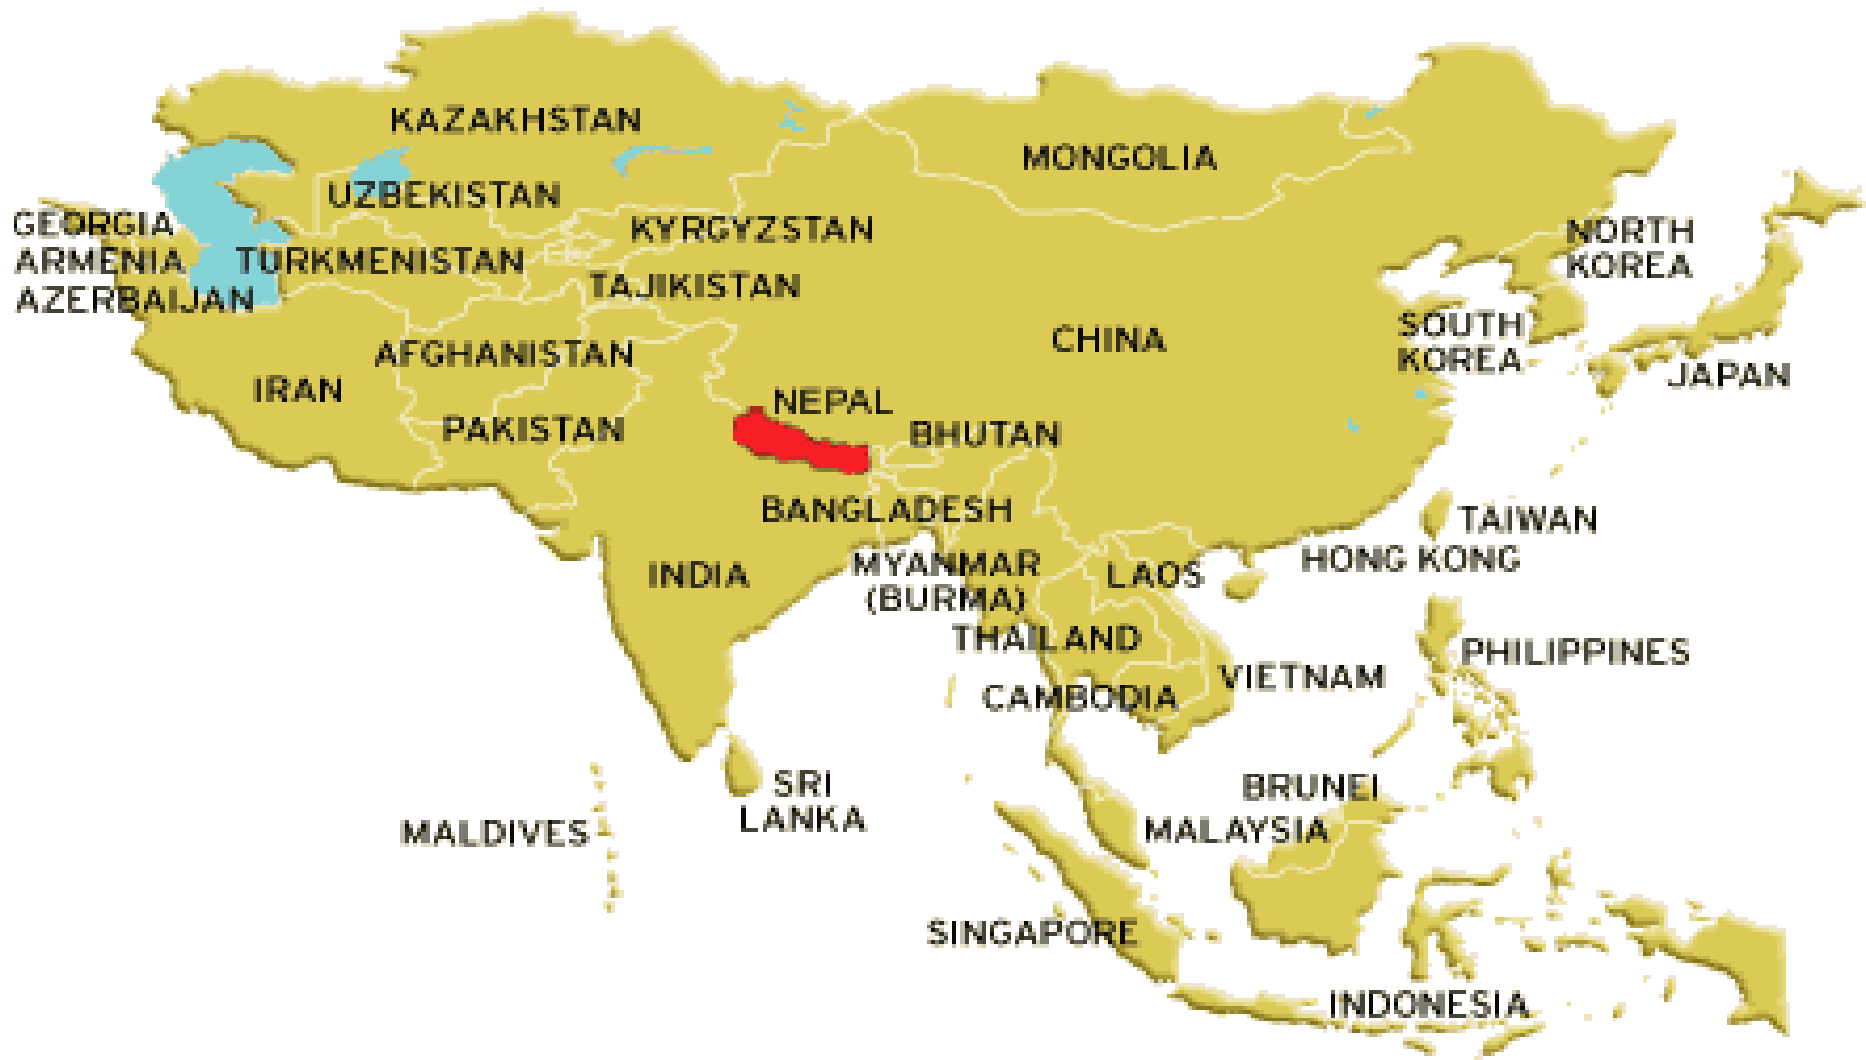 KAZAKHSTAN
MONGOLIA
UZBEKISTAN
GEORGIA
KYRGYZSTAN
NORTH
KOREA
ARMENIA
TURKMENISTAN
TAJIKISTAN
AZERBAIJAN
SOUTH
KOREA
CHINA
AFGHANISTAN
JAPAN
IRAN
NEPAL
PAKISTAN
BHUTAN
BANGLADESH
TAIWAN
HONG KONG
INDIA
MYANMAR
(BURMA)
LAOS
THAILAND
PHILIPPINES
VIETNAM
CAMBODIA
SRI
LANKA
BRUNEI
MALDIVES
MALAYSIA
SINGAPORE
INDONESIA